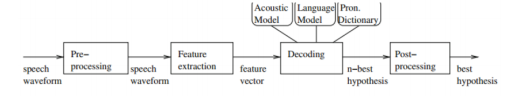 Acoustic
Model
Language
Model
Pron.
Dictionary
Pre-
processing
Feature
extraction
Decoding
Post-
processing
speech
waveform
speech
waveform
feature
vector
n-best
hypothesis
best
hypothesis